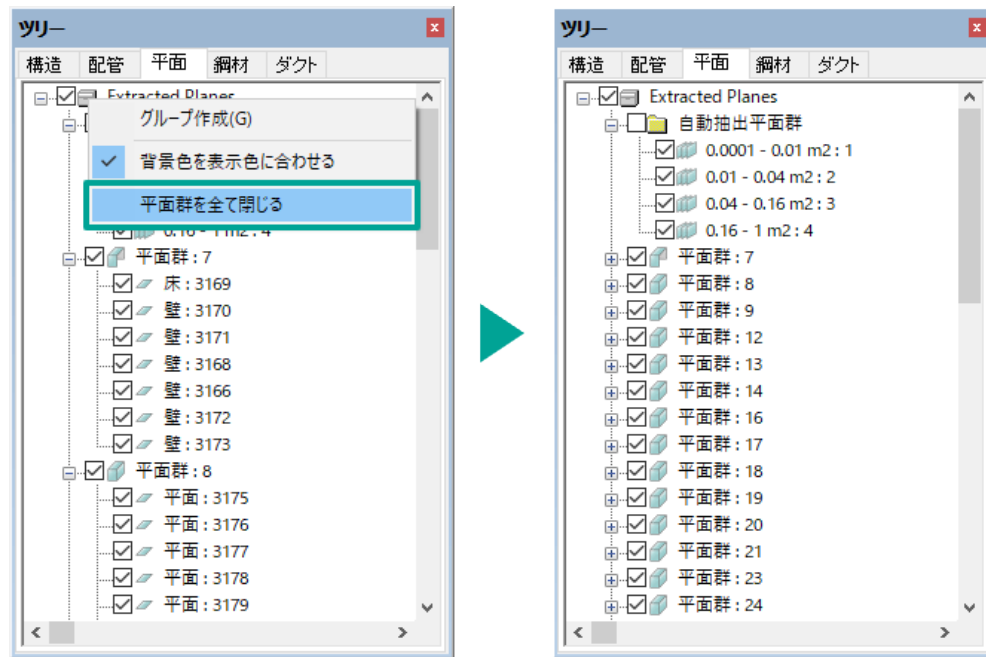 ツリー
構造 配管 平面 鋼材 ダクト
Extracted Planes
グループ作成(G)
背景色を表示色に合わせる
平面群を全て閉じる
0.16 - 1 m2 : 4
平面群 : 7
床 : 3169
壁 : 3170
壁 : 3171
壁 : 3168
壁 : 3166
壁 : 3172
壁 : 3173
平面群 : 8
平面 : 3175
平面 : 3176
平面 : 3177
平面 : 3178
平面 : 3179
ツリー
構造 配管 平面 鋼材 ダクト
Extracted Planes
自動抽出平面群
0.0001 - 0.01 m2 : 1
0.01 - 0.04 m2 : 2
0.04 - 0.16 m2 : 3
0.16 - 1 m2 : 4
平面群 : 7
平面群 : 8
平面群 : 9
平面群 : 12
平面群 : 13
平面群 : 14
平面群 : 16
平面群 : 17
平面群 : 18
平面群 : 19
平面群 : 20
平面群 : 21
平面群 : 23
平面群 : 24